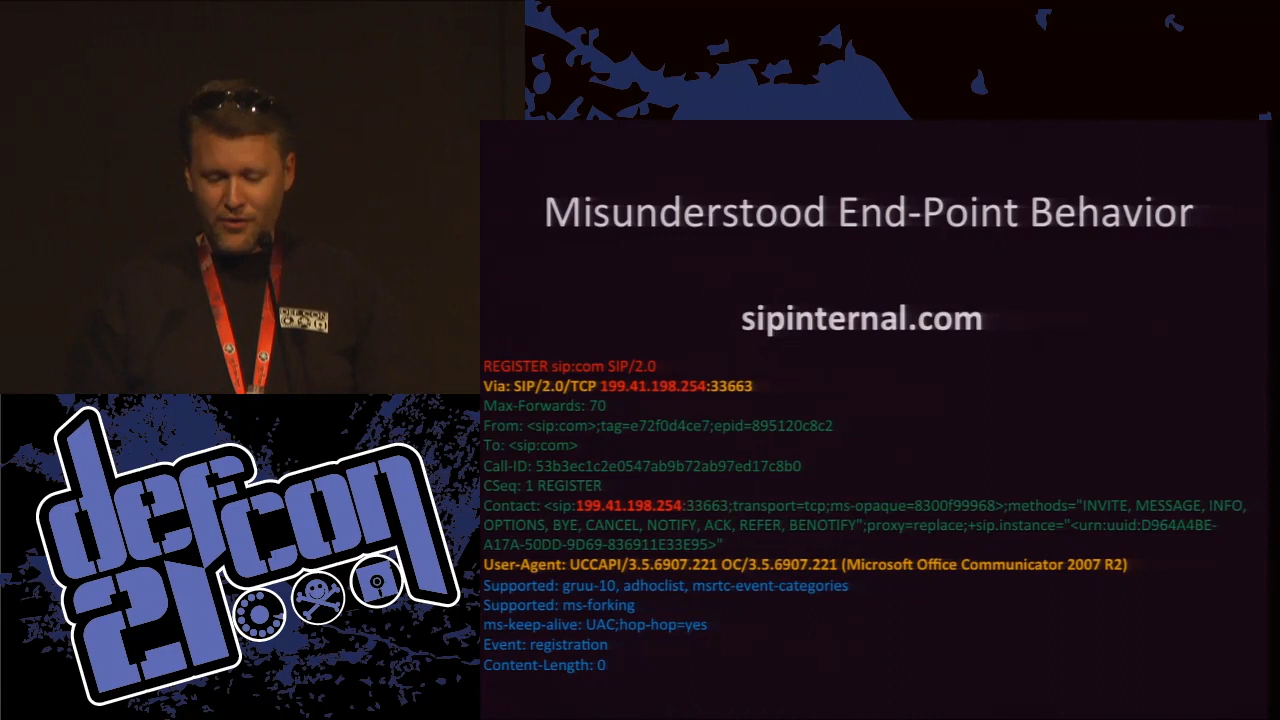 DEF CON
defcon
21
Misunderstood End-Point Behavior
sipinternal.com
REGISTER sip:com SIP/2.0
Via: SIP/2.0/TCP 199.41.198.254:33663
Max-Forwards: 70
From: <sip:com>;tag=e72f0d4ce7;epid=895120c8c2
To: <sip:com>
Call-ID: 53b3ec1c2e0547ab9b72ab97ed17c8b0
CSeq: 1 REGISTER
Contact: <sip:199.41.198.254:33663;transport=tcp;ms-opaque=8300f99968>;methods="INVITE, MESSAGE, INFO,
OPTIONS, BYE, CANCEL, NOTIFY, ACK, REFER, BENOTIFY";proxy=replace;+sip.instance="<urn:uuid:D964A4BE-
A17A-50DD-9D69-836911E33E95>"
User-Agent: UCCAPI/3.5.6907.221 OC/3.5.6907.221 (Microsoft Office Communicator 2007 R2)
Supported: gruu-10, adhoclist, msrtc-event-categories
Supported: ms-forking
ms-keep-alive: UAC;hop-hop=yes
Event: registration
Content-Length: 0